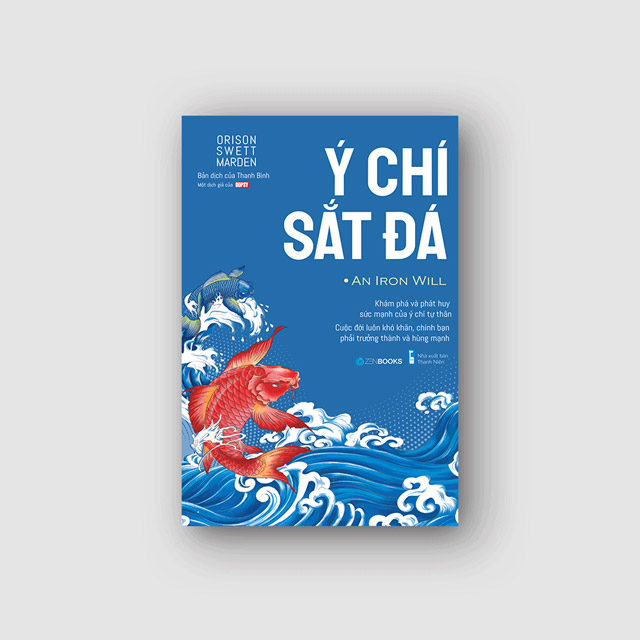 ORISON
SWETT
MARDEN
Bản dịch của Thanh Bình
Một dịch giả của DOPSY
Ý CHÍ
SẮT ĐÁ
• AN IRON WILL
Khám phá và phát huy
sức mạnh của ý chí tự thân
Cuộc đời luôn khó khăn, chính bạn
phải trưởng thành và hùng mạnh
ZENBOOKS
Nhà xuất bản
Thanh Niên